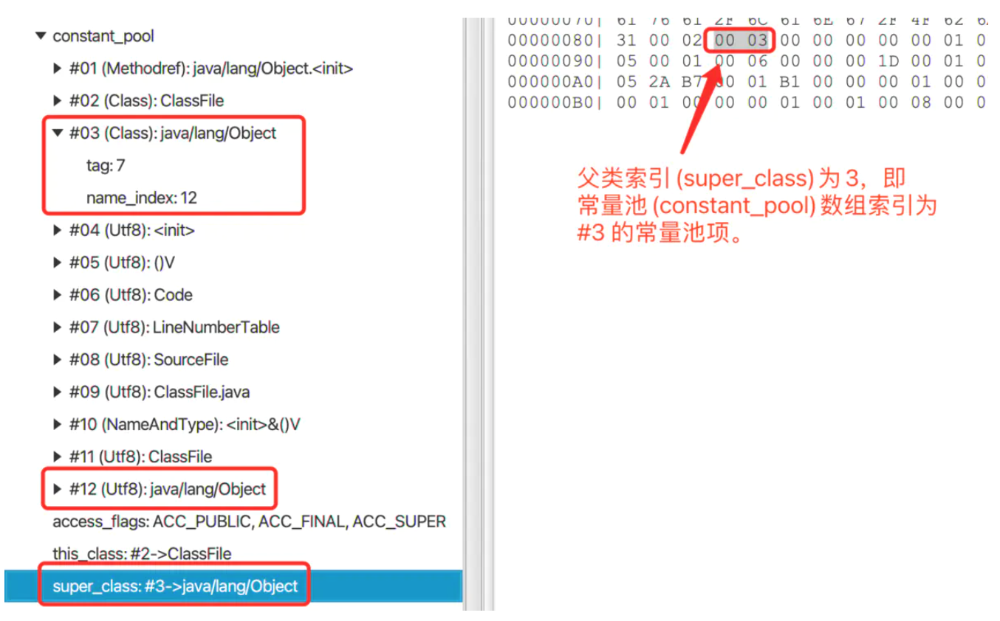 constant_pool
#01 (Methodref): java/lang/Object.<init>
#02 (Class): ClassFile
#03 (Class): java/lang/Object
tag: 7
name_index: 12
#04 (Utf8): <init>
#05 (Utf8): ()V
#06 (Utf8): Code
#07 (Utf8): LineNumberTable
#08 (Utf8): SourceFile
#09 (Utf8): ClassFile.java
#10 (NameAndType): <init>&()V
#11 (Utf8): ClassFile
#12 (Utf8): java/lang/Object
access_flags: ACC_PUBLIC, ACC_FINAL, ACC_SUPER
this_class: #2->ClassFile
super_class: #3->java/lang/Object
00000070| 61 76 61 2F 6C 61 6E 67 2F 4F 62
00000080| 31 00 02 00 03 00 00 00 00 00 01 0
00000090| 05 00 01 00 06 00 00 00 1D 00 01 0
000000A0| 05 2A B7 00 01 B1 00 00 00 01 00 0
000000B0| 00 01 00 00 00 01 00 01 00 08 00 0
父类索引 (super_class) 为 3，即
常量池 (constant_pool) 数组索引为
#3 的常量池项。